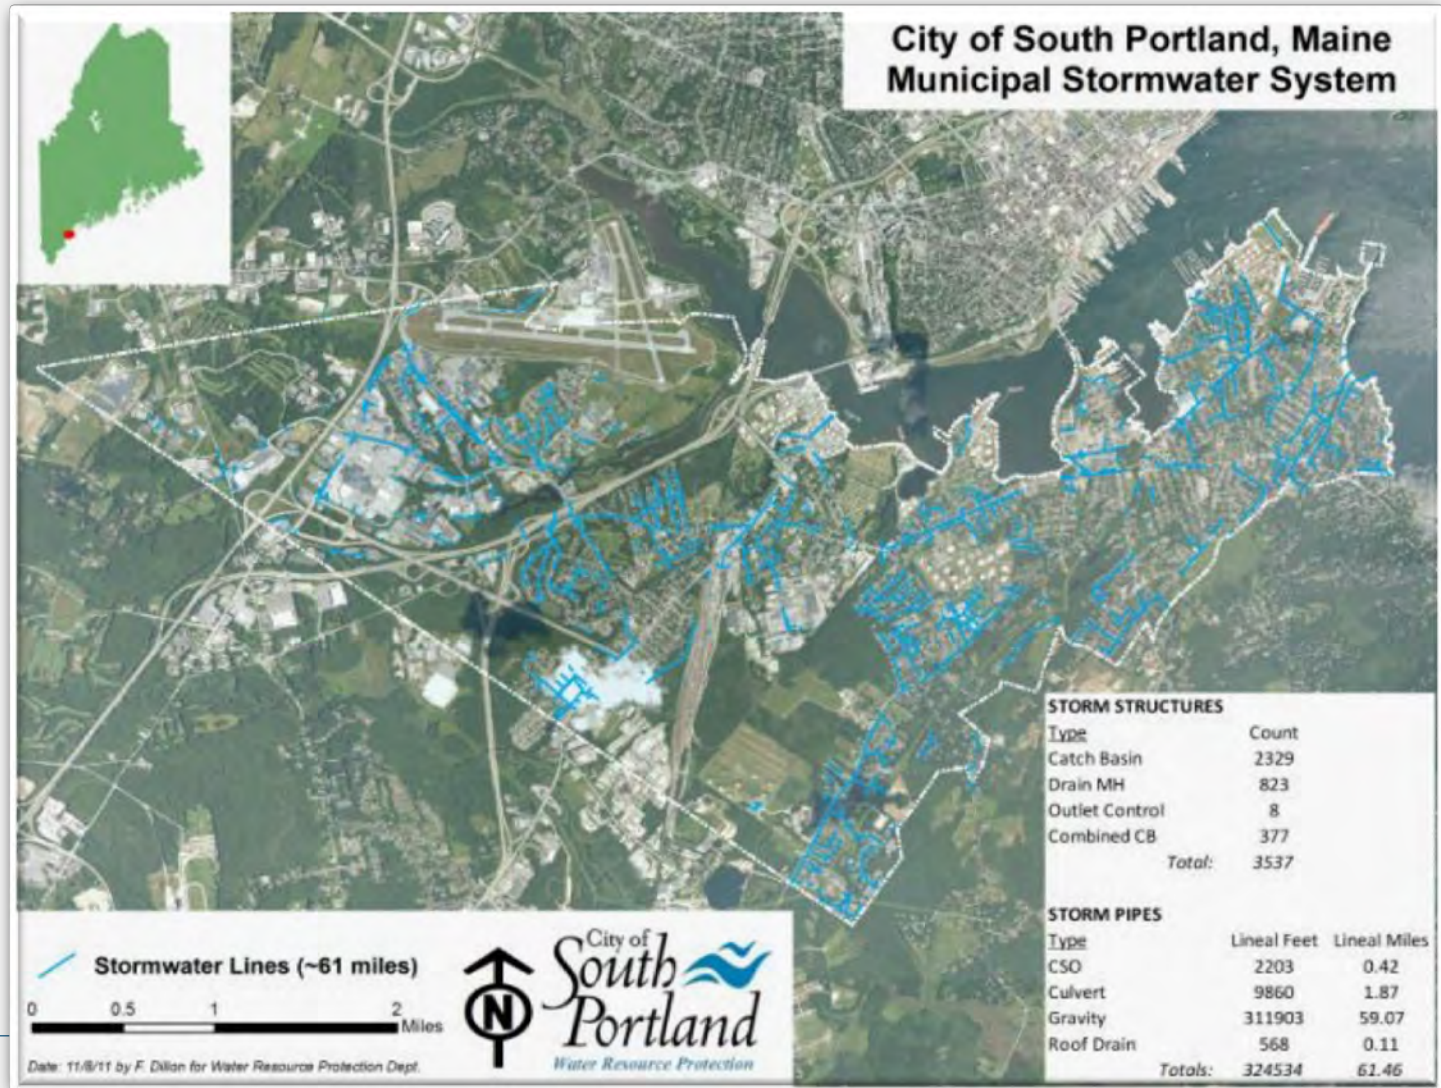 City of South Portland, Maine
Municipal Stormwater System
STORM STRUCTURES
Type Count
Catch Basin 2329
Drain MH 823
Outlet Control 8
Combined CB 377
Total: 3537
STORM PIPES
Type Lineal Feet Lineal Miles
CSO 2203 0.42
Culvert 9860 1.87
Gravity 311903 59.07
Roof Drain 568 0.11
Totals: 324534 61.46
Stormwater Lines (~61 miles)
0 0.5 1 2
Miles
N
City of
South
Portland
Water Resource Protection
Date: 11/8/11 by F. Dillon for Water Resource Protection Dept.